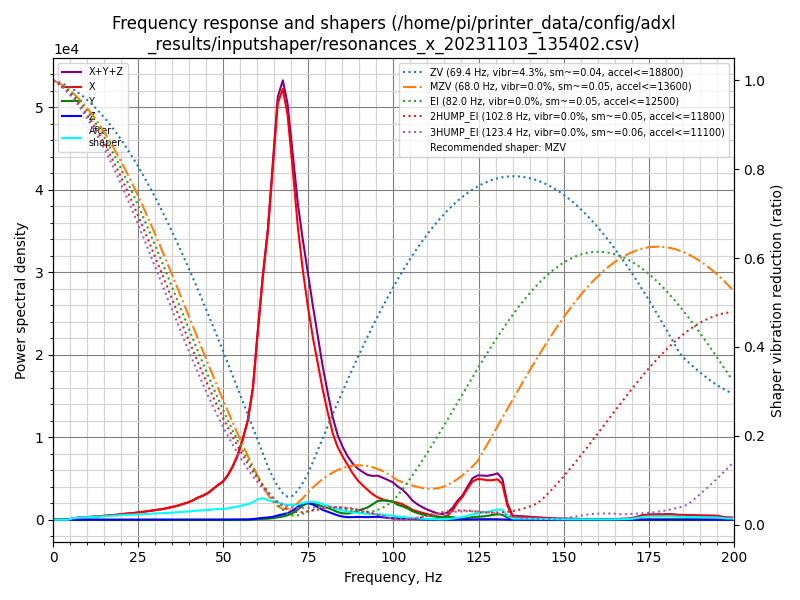 Frequency response and shapers (/home/pi/printer_data/config/adxl
_results/inputshaper/resonances_x_20231103_135402.csv)
1e4
X+Y+Z
X
Y
Z
After
shaper
ZV (69.4 Hz, vibr=4.3%, sm~=0.04, accel<=18800)
MZV (68.0 Hz, vibr=0.0%, sm~=0.05, accel<=13600)
EI (82.0 Hz, vibr=0.0%, sm~=0.05, accel<=12500)
2HUMP_EI (102.8 Hz, vibr=0.0%, sm~=0.05, accel<=11800)
3HUMP_EI (123.4 Hz, vibr=0.0%, sm~=0.06, accel<=11100)
Recommended shaper: MZV
5
4
3
2
1
0
Power spectral density
1.0
0.8
0.6
0.4
0.2
0.0
Shaper vibration reduction (ratio)
0 25 50 75 100 125 150 175 200
Frequency, Hz